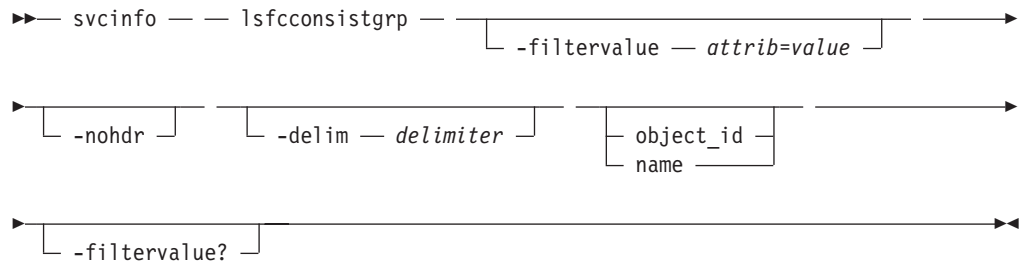 svcinfo lsfcconsistgrp
-filtervalue attrib=value
-nohdr -delim delimiter object_id
name
-filtervalue?